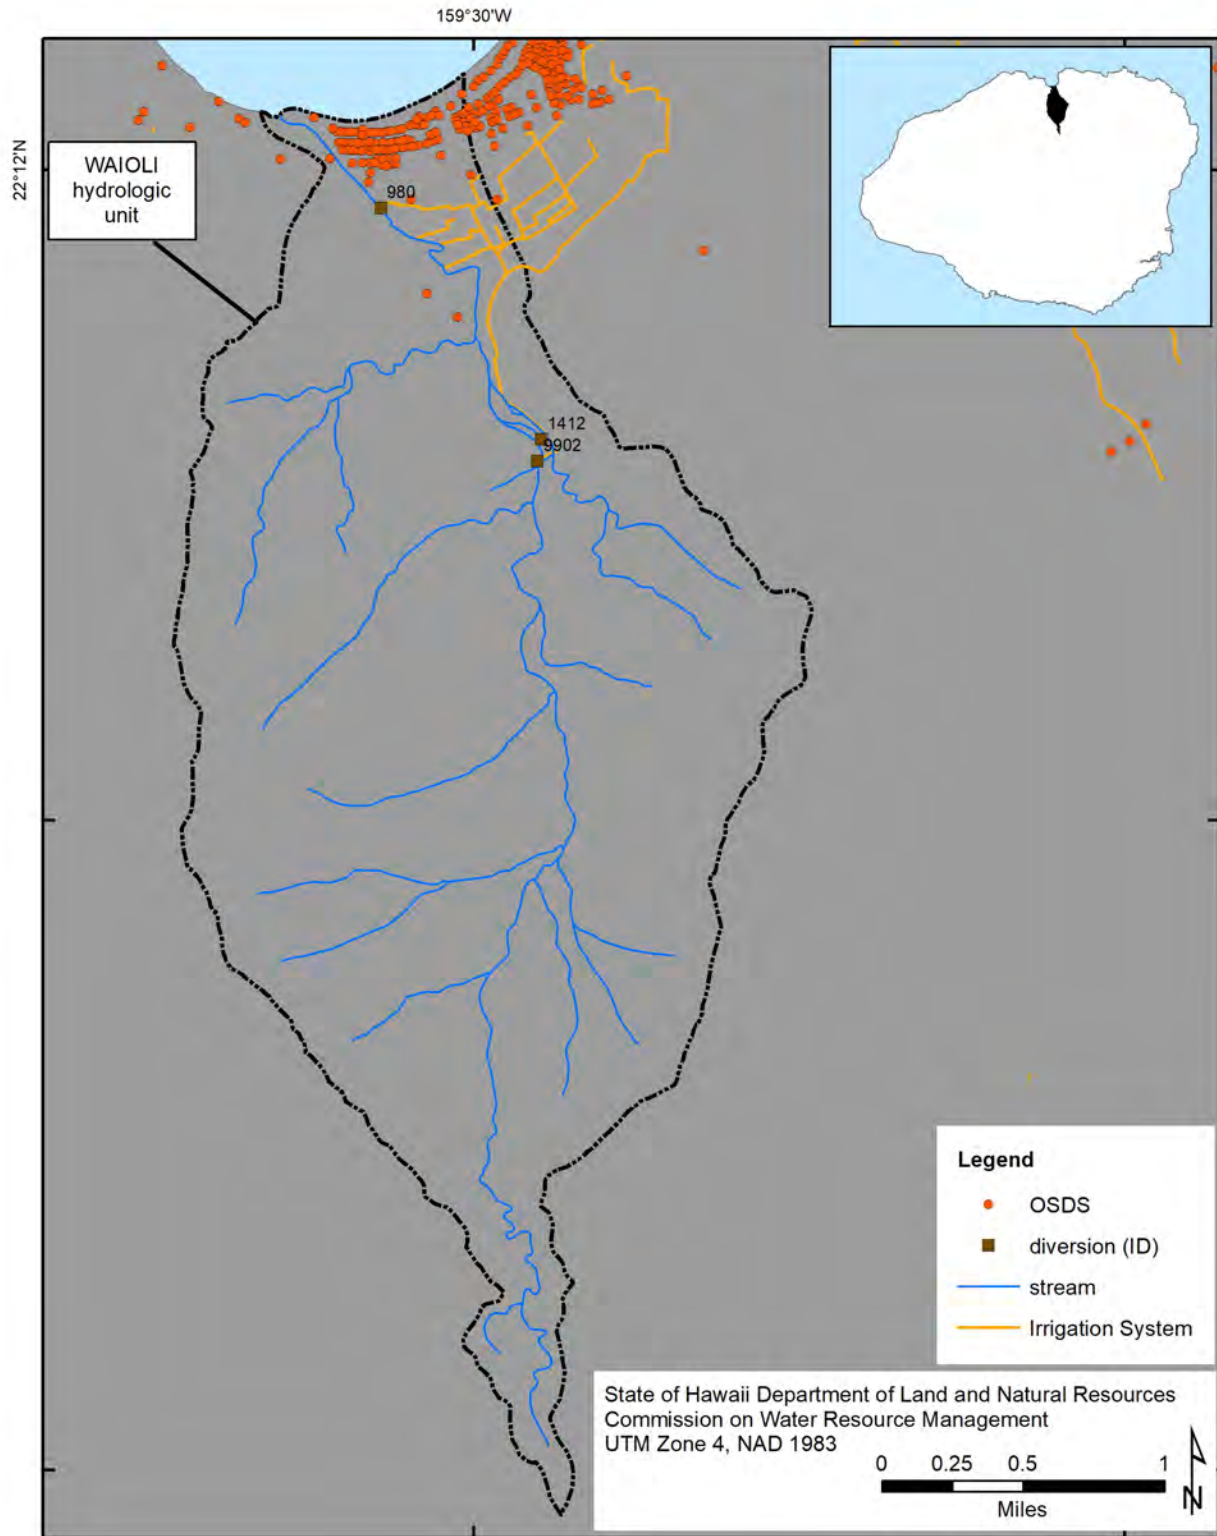 159°30'W
22°12'N
WAIOLI
hydrologic
unit
980
1412
9902
Legend
OSDS
diversion (ID)
stream
Irrigation System
State of Hawaii Department of Land and Natural Resources
Commission on Water Resource Management
UTM Zone 4, NAD 1983
0 0.25 0.5 1
Miles
N